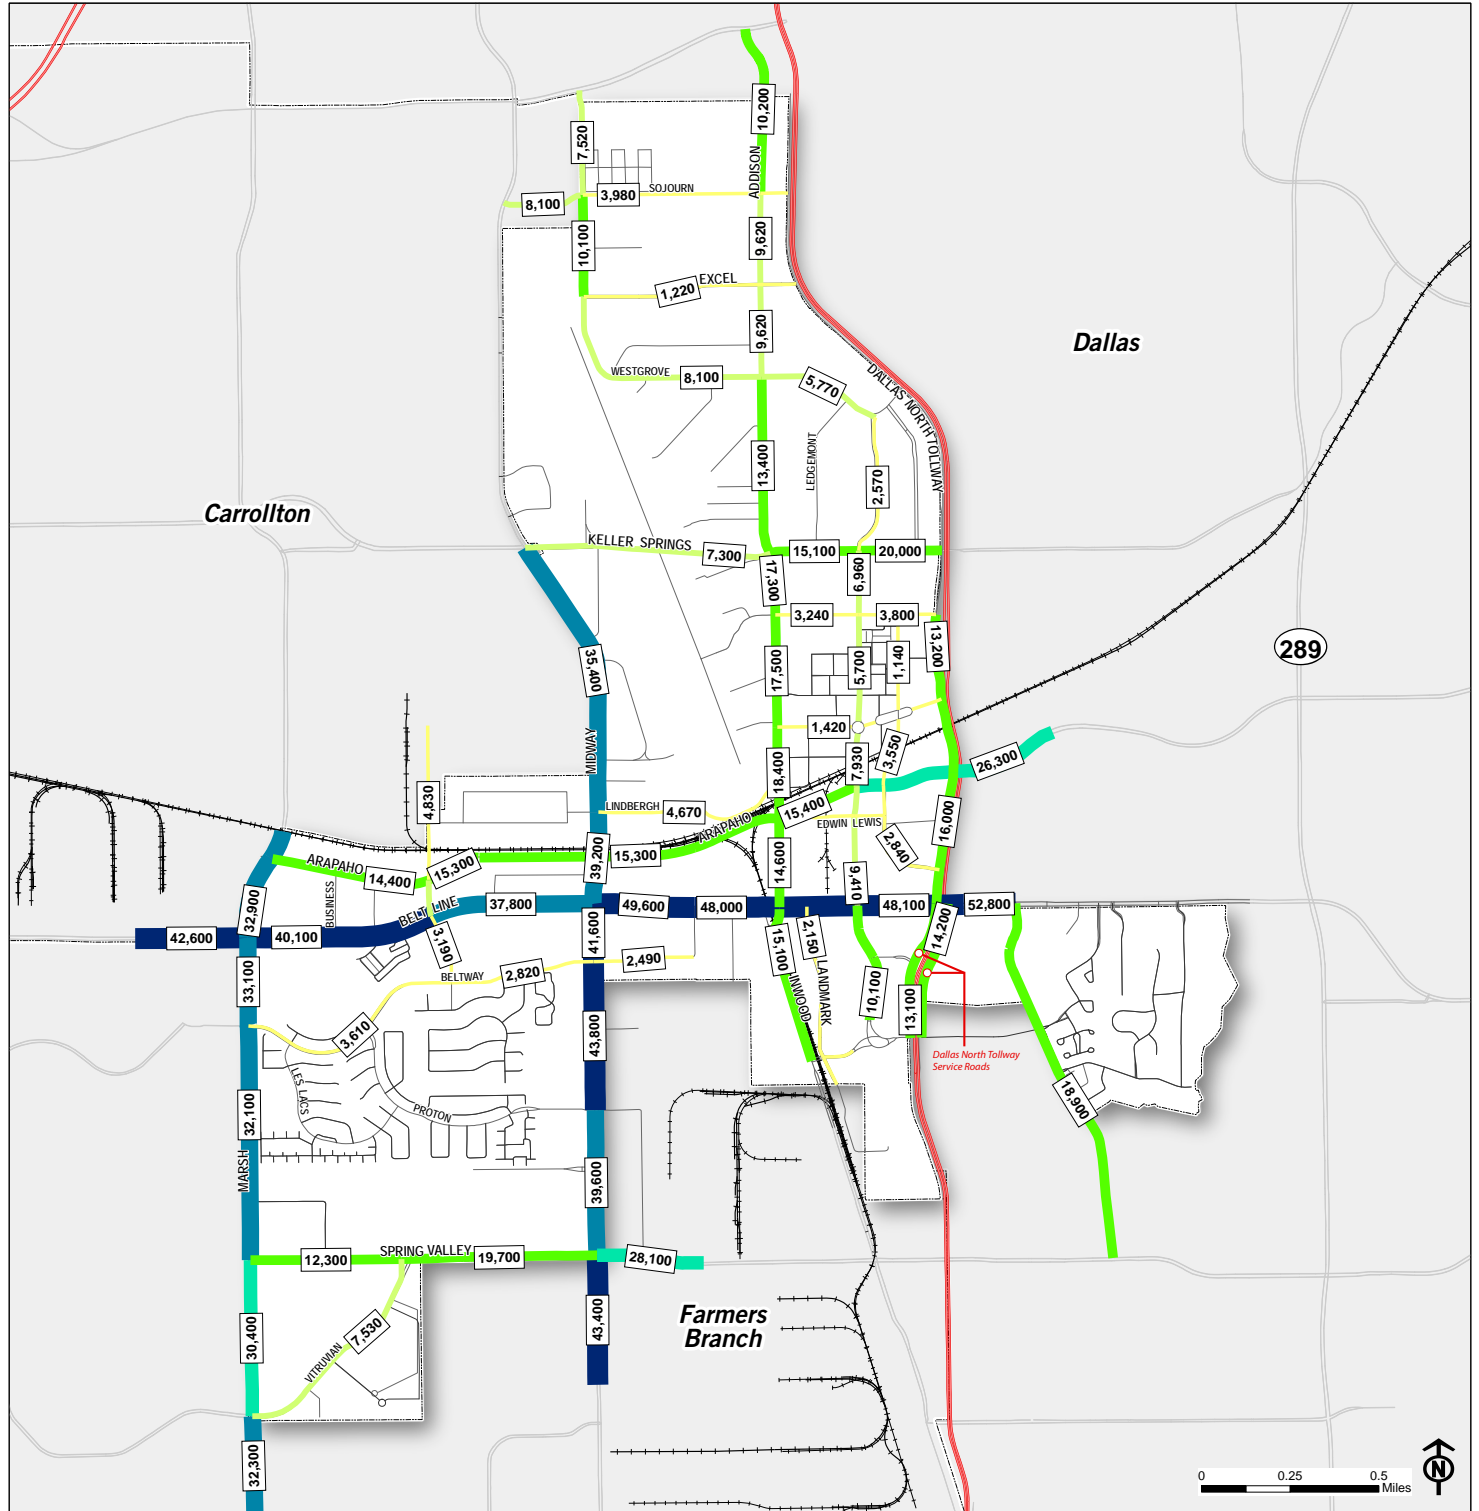 10,200
7,520
ADDISON
3,980
SOJOURN
8,100
10,100
9,620
EXCEL
1,220
9,620
Dallas
WESTGROVE
8,100
5,770
DALLAS NORTH TOLLWAY
13,400
LEDGEMONT
2,570
Carrollton
KELLER SPRINGS
7,300
15,100
20,000
17,300
6,960
3,240
3,800
13,200
289
35,400
17,500
5,700
1,140
1,420
MIDWAY
3,550
7,930
26,300
18,400
4,830
LINDBERGH
4,670
15,400
ARAPAHO
EDWIN LEWIS
16,000
2,840
39,200
15,300
14,600
ARAPAHO
14,400
15,300
9,410
BUSINESS
32,900
BELT LINE
37,800
49,600
48,000
48,100
52,800
42,600
40,100
41,600
3,190
2,150
14,200
15,100
33,100
BELTWAY
2,820
2,490
INWOOD
LANDMARK
10,100
13,100
3,610
43,800
Dallas North Tollway
Service Roads
LES LACS
PROTON
32,100
18,900
MARSH
39,600
12,300
SPRING VALLEY
19,700
28,100
30,400
7,530
VITRUVIAN
43,400
Farmers
Branch
32,300
0 0.25 0.5
Miles
N